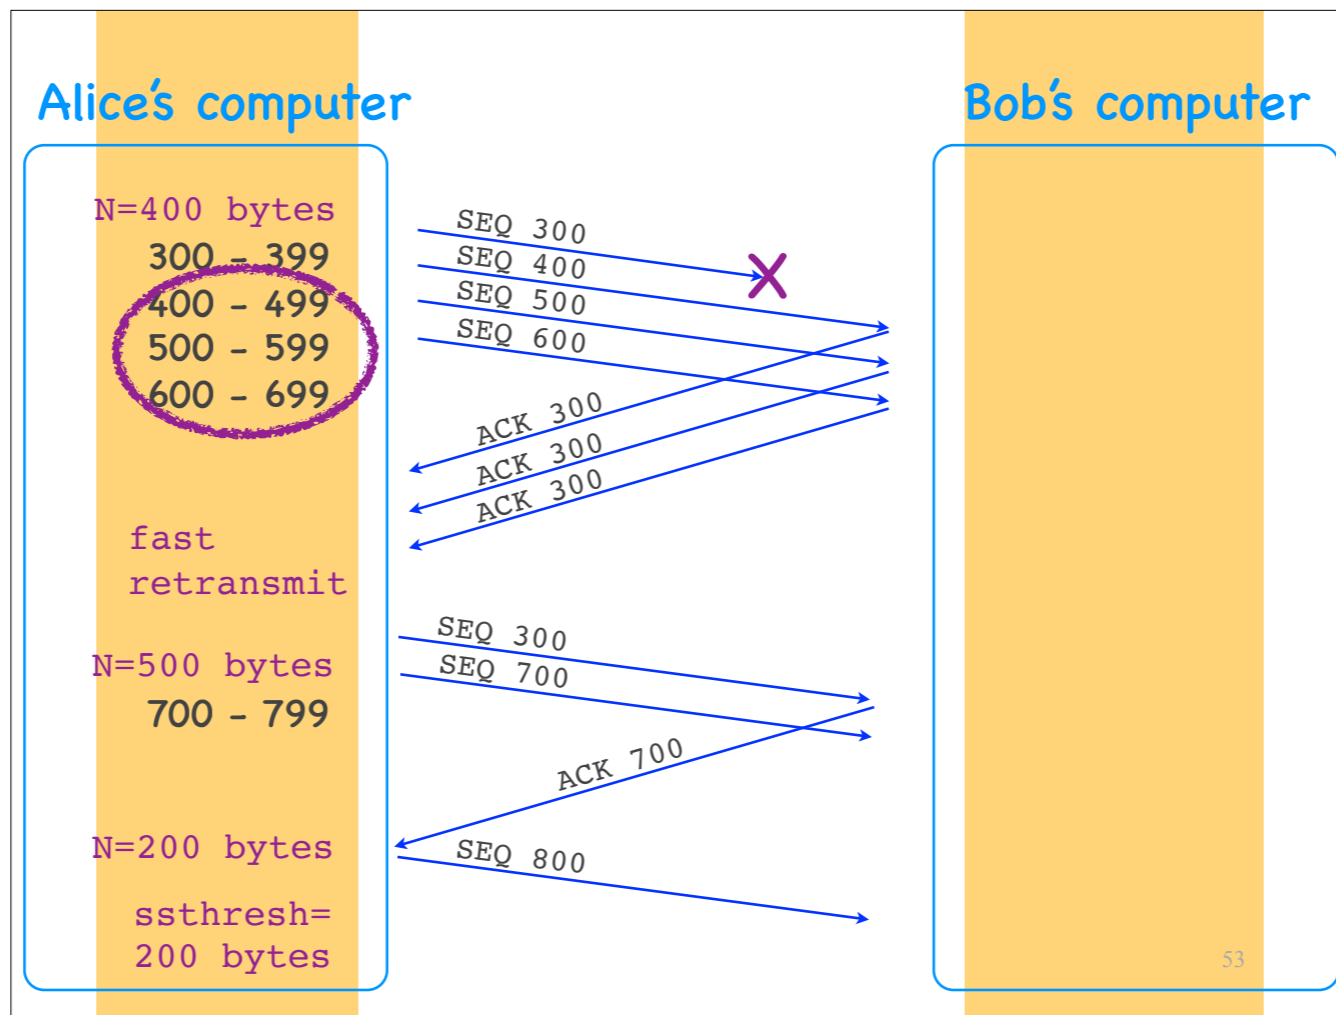 Alice's computer
Bob's computer
N=400 bytes
300 - 399
400 - 499
500 - 599
600 - 699
SEQ 300
SEQ 400
SEQ 500
SEQ 600
ACK 300
ACK 300
ACK 300
fast
retransmit
SEQ 300
SEQ 700
N=500 bytes
700 - 799
ACK 700
N=200 bytes
SEQ 800
ssthresh=
200 bytes
53